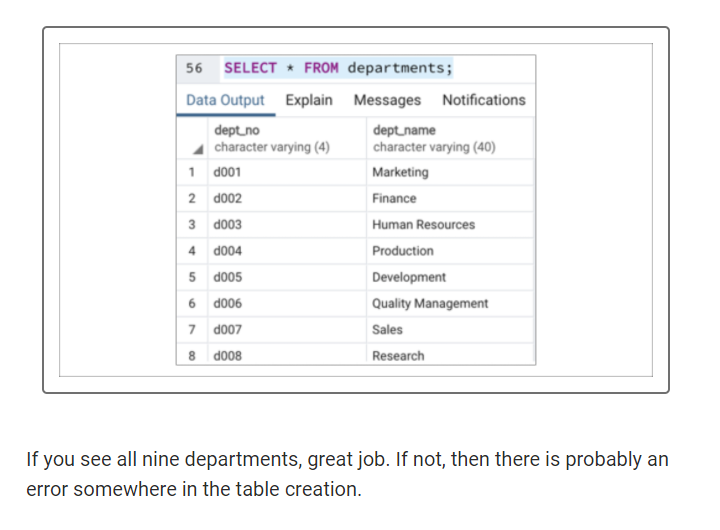 56 SELECT * FROM departments;
Data Output Explain Messages Notifications
dept_no dept_name
character varying (4) character varying (40)
1 d001 Marketing
2 d002 Finance
3 d003 Human Resources
4 d004 Production
5 d005 Development
6 d006 Quality Management
7 d007 Sales
8 d008 Research
If you see all nine departments, great job. If not, then there is probably an
error somewhere in the table creation.